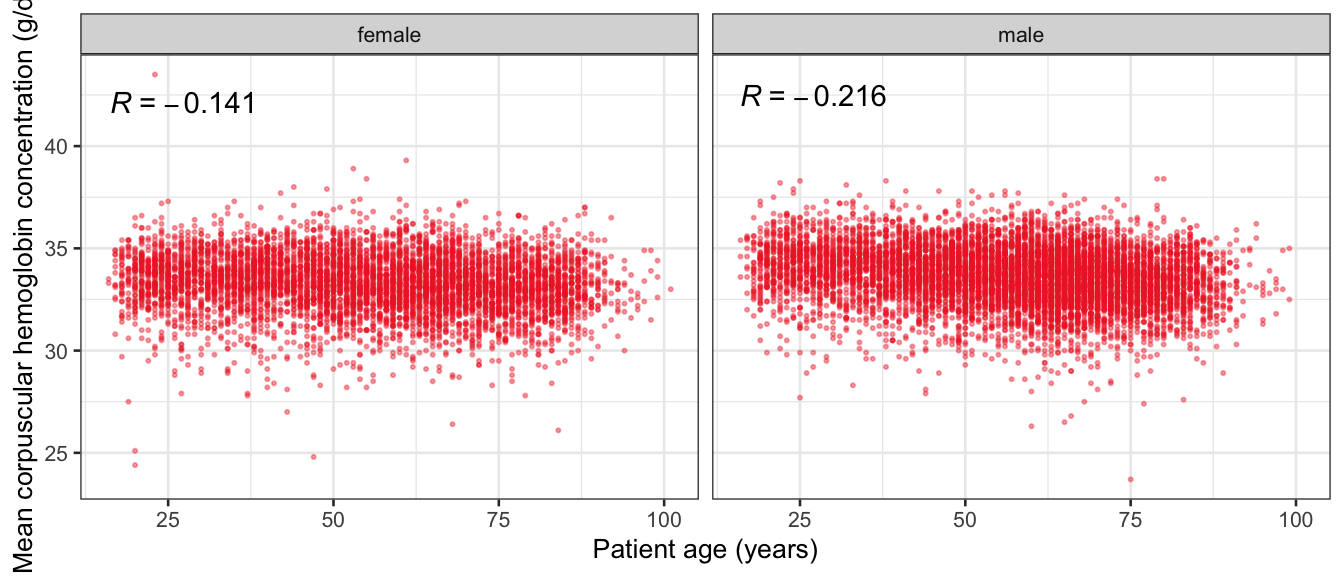 female
male
R = −0.141
R = −0.216
40
35
30
25
25
50
75
100
25
50
75
100
Patient age (years)
Mean corpuscular hemoglobin concentration (g/d